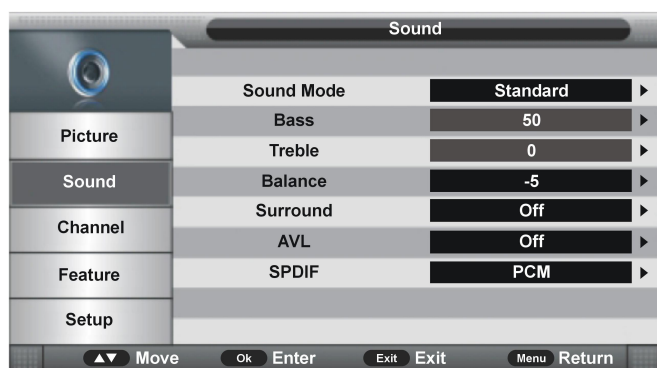 Sound
Picture
Sound
Channel
Feature
Setup
Sound Mode Standard
Bass 50
Treble 0
Balance -5
Surround Off
AVL Off
SPDIF PCM
▲▼ Move Ok Enter Exit Exit Menu Return